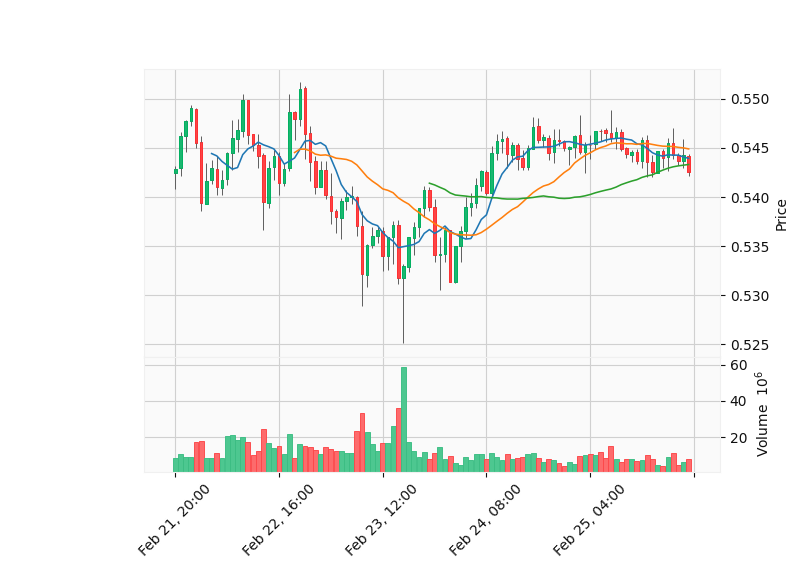 0.550
0.545
0.540
0.535
0.530
0.525
Price
60
40
20
Volume 10^6
Feb 21, 20:00
Feb 22, 16:00
Feb 23, 12:00
Feb 24, 08:00
Feb 25, 04:00